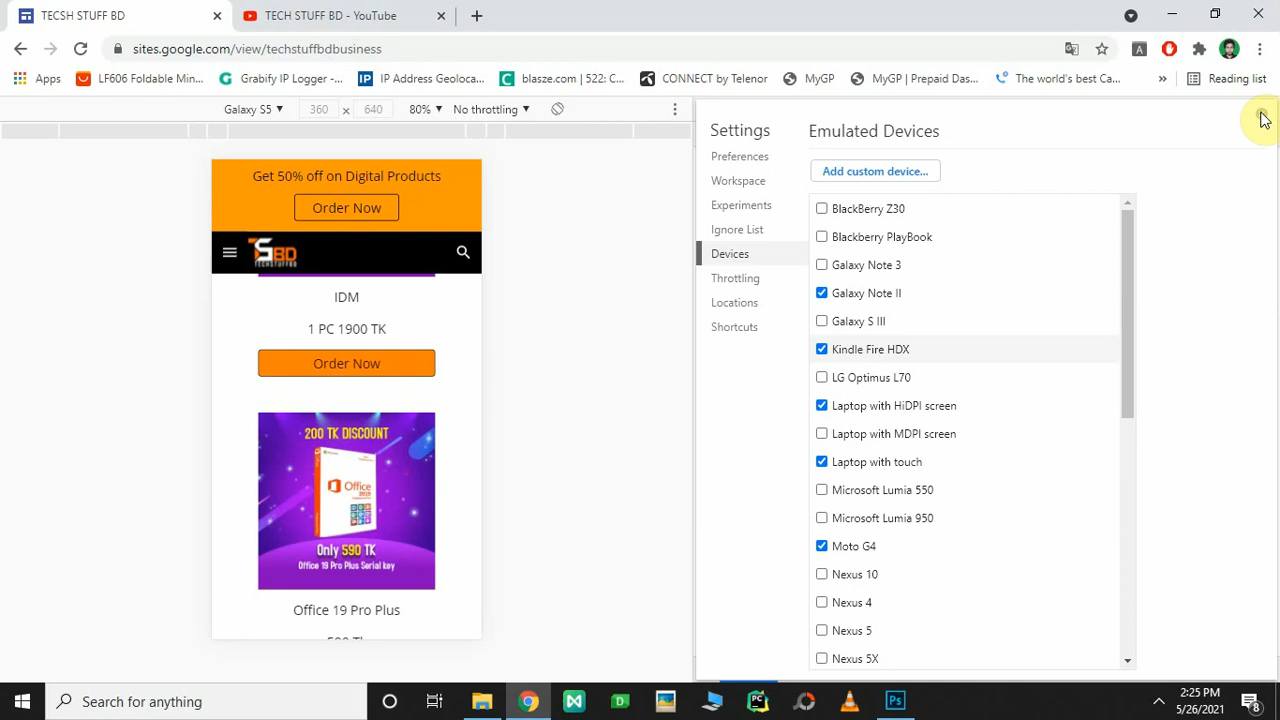 TECSH STUFF BD
TECH STUFF BD - YouTube
sites.google.com/view/techstuffbdbusiness
Apps
LF606 Foldable Min...
Grabify IP Logger -...
IP Address Geoloca...
blasze.com | 522: C...
CONNECT by Telenor
MyGP
MyGP | Prepaid Das...
The world's best Ca...
»
Reading list
Galaxy S5
360 x 640
80%
No throttling
Get 50% off on Digital Products
Order Now
TSBD
TECHSTUFFBD
IDM
1 PC 1900 TK
Order Now
200 TK DISCOUNT
Office 2019
Only 590 TK
Office 19 Pro Plus Serial key
Office 19 Pro Plus
Settings
Preferences
Workspace
Experiments
Ignore List
Devices
Throttling
Locations
Shortcuts
Emulated Devices
Add custom device...
BlackBerry Z30
Blackberry PlayBook
Galaxy Note 3
Galaxy Note II
Galaxy S III
Kindle Fire HDX
LG Optimus L70
Laptop with HiDPI screen
Laptop with MDPI screen
Laptop with touch
Microsoft Lumia 550
Microsoft Lumia 950
Moto G4
Nexus 10
Nexus 4
Nexus 5
Nexus 5X
Search for anything
2:25 PM
5/26/2021
8